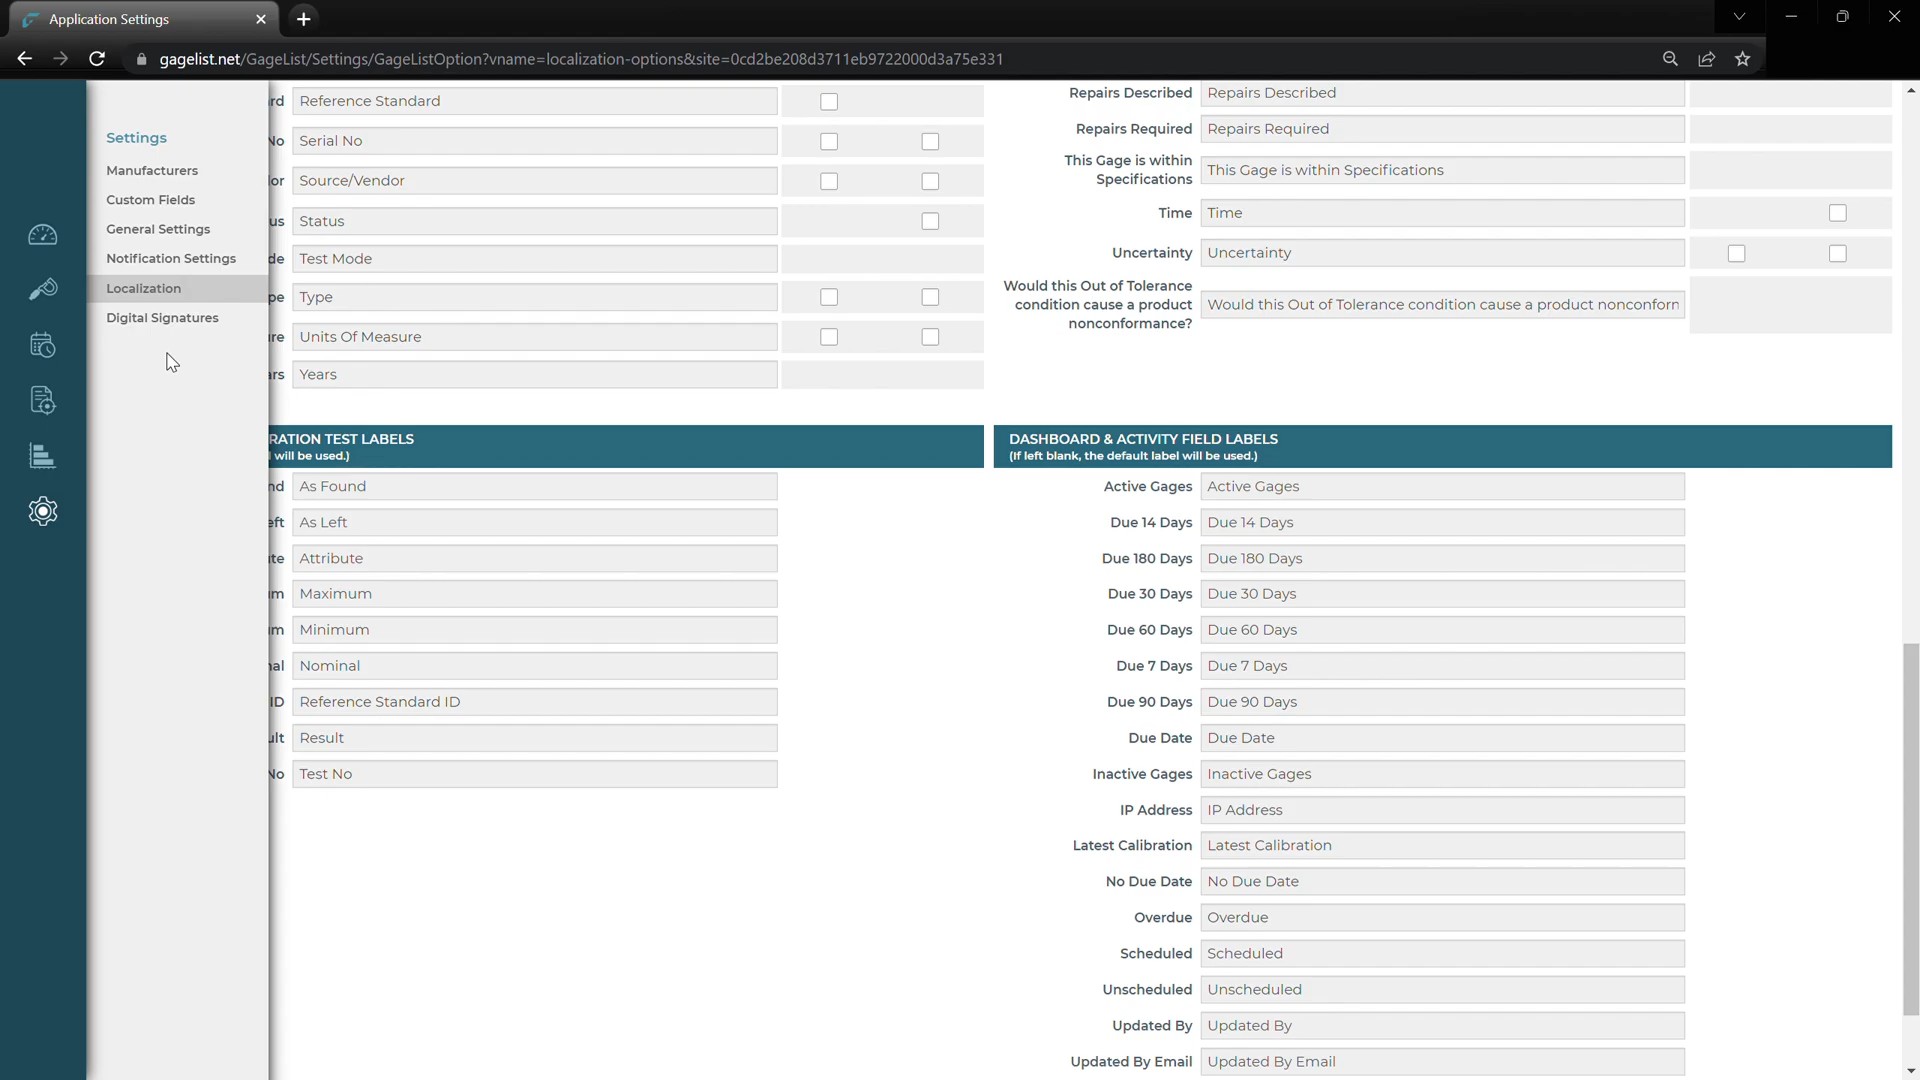 Application Settings
gagelist.net/GageList/Settings/GageListOption?vname=localization-options&site=0cd2be208d3711eb9722000d3a75e331
Settings
Manufacturers
Custom Fields
General Settings
Notification Settings
Localization
Digital Signatures
rd Reference Standard
No Serial No
or Source/Vendor
us Status
de Test Mode
pe Type
re Units Of Measure
ars Years
Repairs Described Repairs Described
Repairs Required Repairs Required
This Gage is within
Specifications
This Gage is within Specifications
Time Time
Uncertainty Uncertainty
Would this Out of Tolerance
condition cause a product
nonconformance?
Would this Out of Tolerance condition cause a product nonconforn
RATION TEST LABELS
l will be used.)
nd As Found
eft As Left
te Attribute
m Maximum
m Minimum
nal Nominal
ID Reference Standard ID
ult Result
No Test No
DASHBOARD & ACTIVITY FIELD LABELS
(If left blank, the default label will be used.)
Active Gages Active Gages
Due 14 Days Due 14 Days
Due 180 Days Due 180 Days
Due 30 Days Due 30 Days
Due 60 Days Due 60 Days
Due 7 Days Due 7 Days
Due 90 Days Due 90 Days
Due Date Due Date
Inactive Gages Inactive Gages
IP Address IP Address
Latest Calibration Latest Calibration
No Due Date No Due Date
Overdue Overdue
Scheduled Scheduled
Unscheduled Unscheduled
Updated By Updated By
Updated By Email Updated By Email